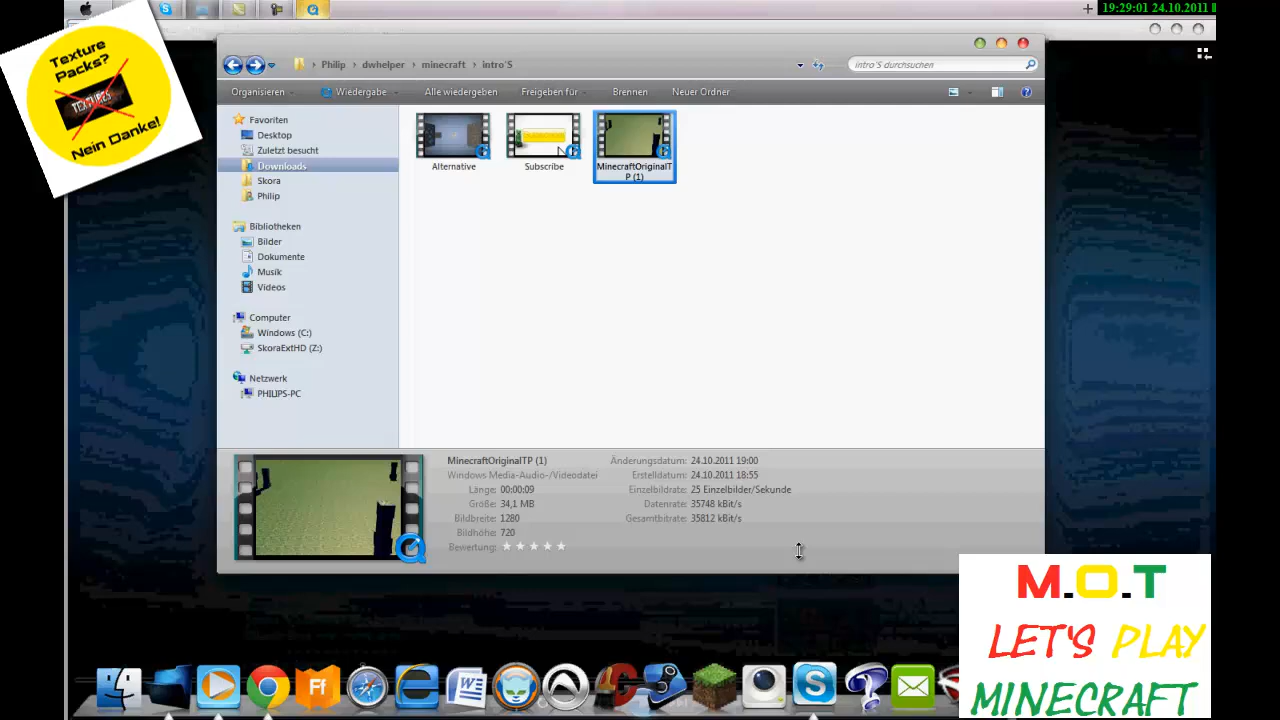 19:29:01 24.10.2011
Texture
Packs?
TEXTURES
Nein Danke!
Philip
dwhelper
minecraft
intro'S
intro'S durchsuchen
Organisieren
Wiedergabe
Alle wiedergeben
Freigeben für
Brennen
Neuer Ordner
Favoriten
Desktop
Zuletzt besucht
Downloads
Skora
Philip
Bibliotheken
Bilder
Dokumente
Musik
Videos
Computer
Windows (C:)
SkoraExtHD (Z:)
Netzwerk
PHILIPS-PC
Alternative
Subscribe
MinecraftOriginalT
P (1)
MinecraftOriginalTP (1)
Windows Media-Audio-/Videodatei
Länge: 00:00:09
Größe: 34,1 MB
Bildbreite: 1280
Bildhöhe: 720
Bewertung:
Änderungsdatum: 24.10.2011 19:00
Erstelldatum: 24.10.2011 18:55
Einzelbildrate: 25 Einzelbilder/Sekunde
Datenrate: 35748 kBit/s
Gesamtbitrate: 35812 kBit/s
M.O.T
LET'S PLAY
MINECRAFT
Ff